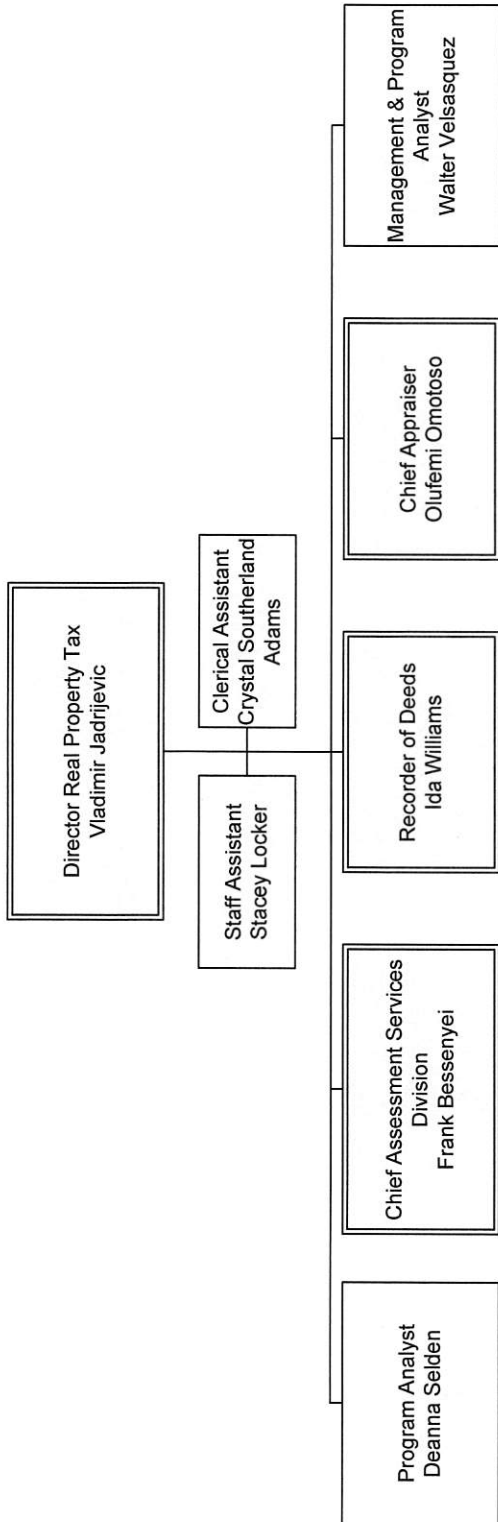 Director Real Property Tax
Vladimir Jadrijevic
Staff Assistant
Stacey Locker
Clerical Assistant
Crystal Southerland
Adams
Program Analyst
Deanna Selden
Chief Assessment Services
Division
Frank Bessenyei
Recorder of Deeds
Ida Williams
Chief Appraiser
Olufemi Omotoso
Management & Program
Analyst
Walter Velsasquez